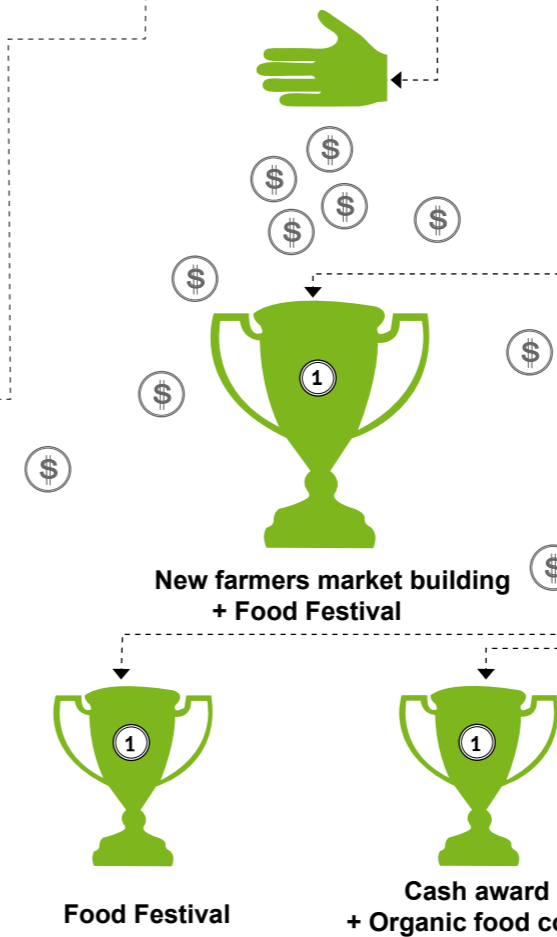 $
$
$
$
$
$
$
1
$
$
$
New farmers market building
+ Food Festival
$
1
1
Food Festival
Cash award
+ Organic food